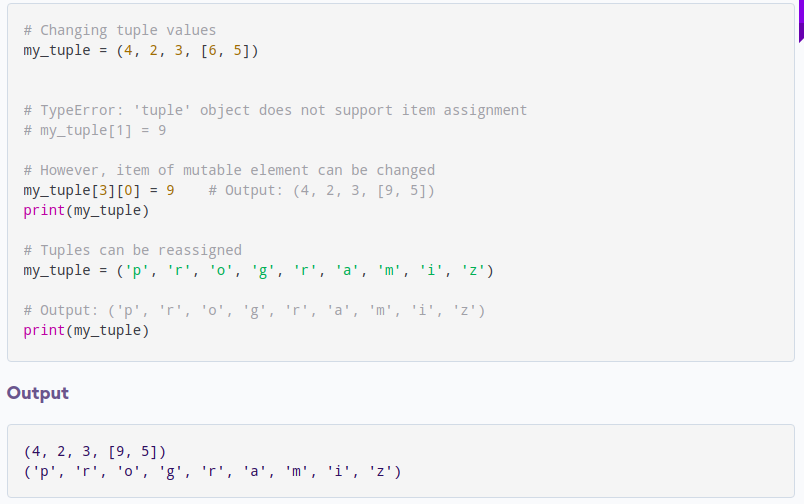 # Changing tuple values
my_tuple = (4, 2, 3, [6, 5])
# TypeError: 'tuple' object does not support item assignment
# my_tuple[1] = 9
# However, item of mutable element can be changed
my_tuple[3][0] = 9    # Output: (4, 2, 3, [9, 5])
print(my_tuple)
# Tuples can be reassigned
my_tuple = ('p', 'r', 'o', 'g', 'r', 'a', 'm', 'i', 'z')
# Output: ('p', 'r', 'o', 'g', 'r', 'a', 'm', 'i', 'z')
print(my_tuple)
Output
(4, 2, 3, [9, 5])
('p', 'r', 'o', 'g', 'r', 'a', 'm', 'i', 'z')